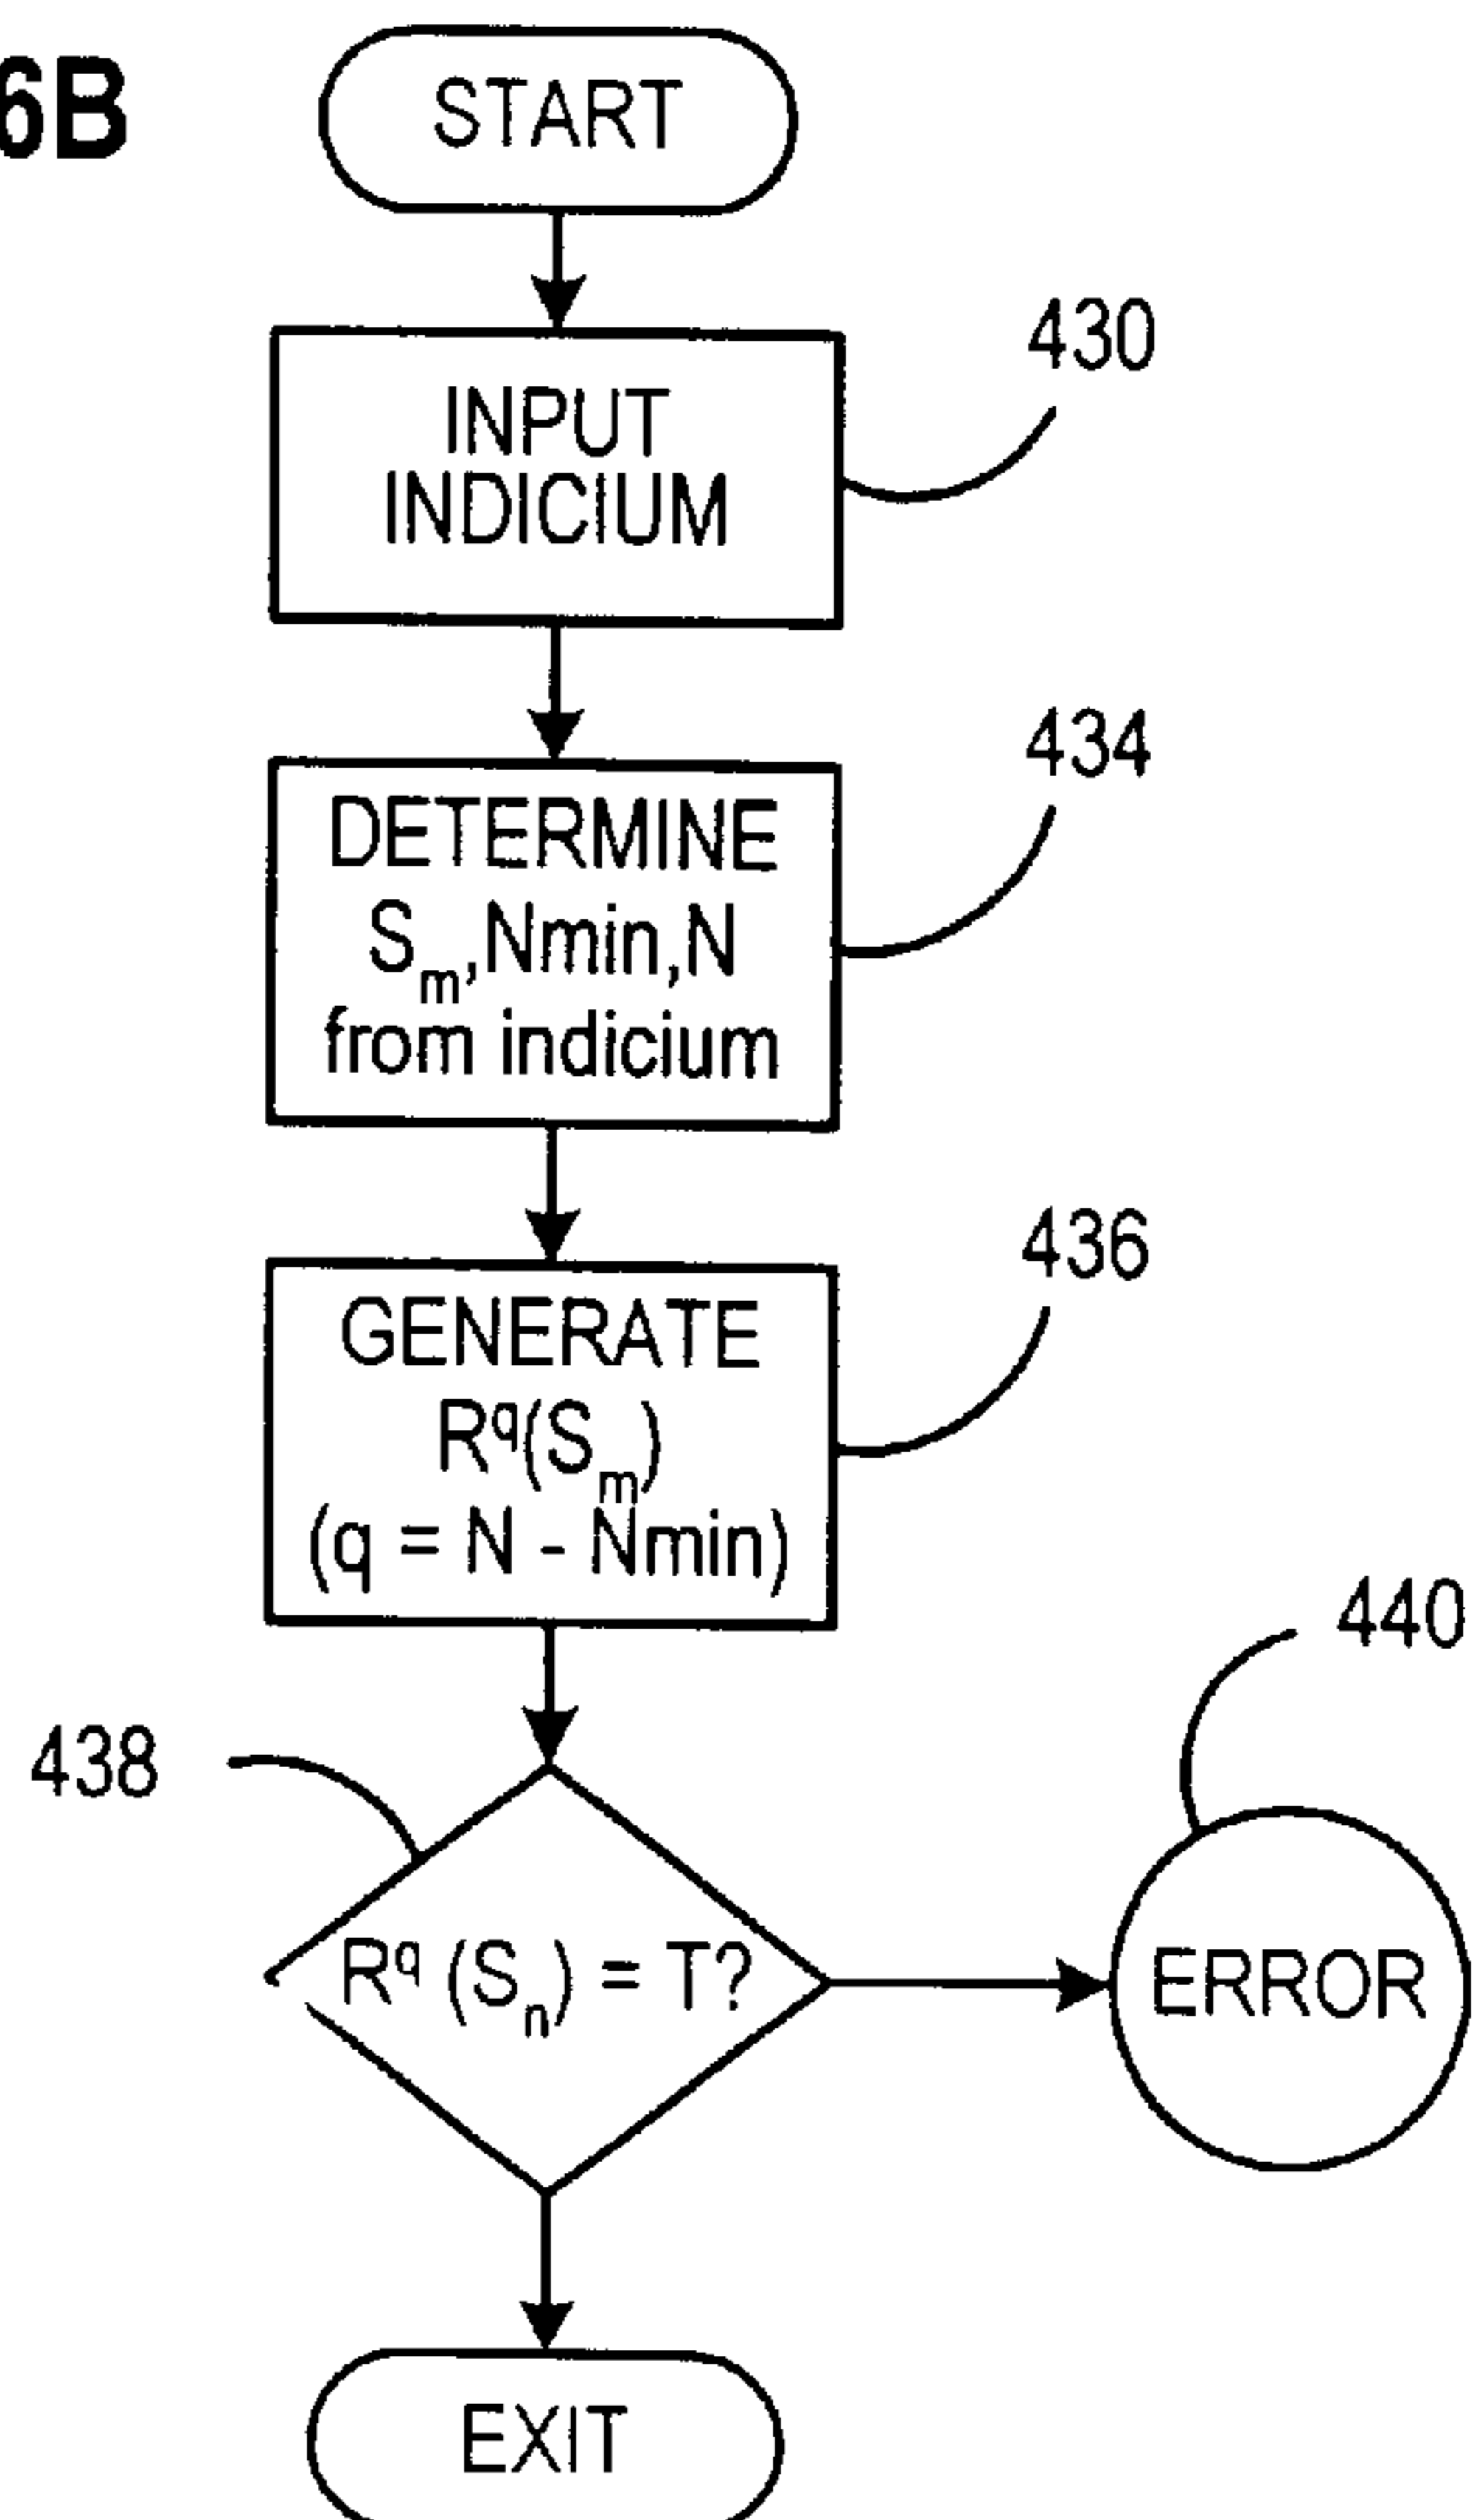 6B
START
430
INPUT
INDICIUM
434
DETERMINE
Sm,Nmin,N
from indicium
436
GENERATE
Rq(Sm)
(q = N - Nmin)
440
438
Rq (Sn) = T?
ERROR
EXIT